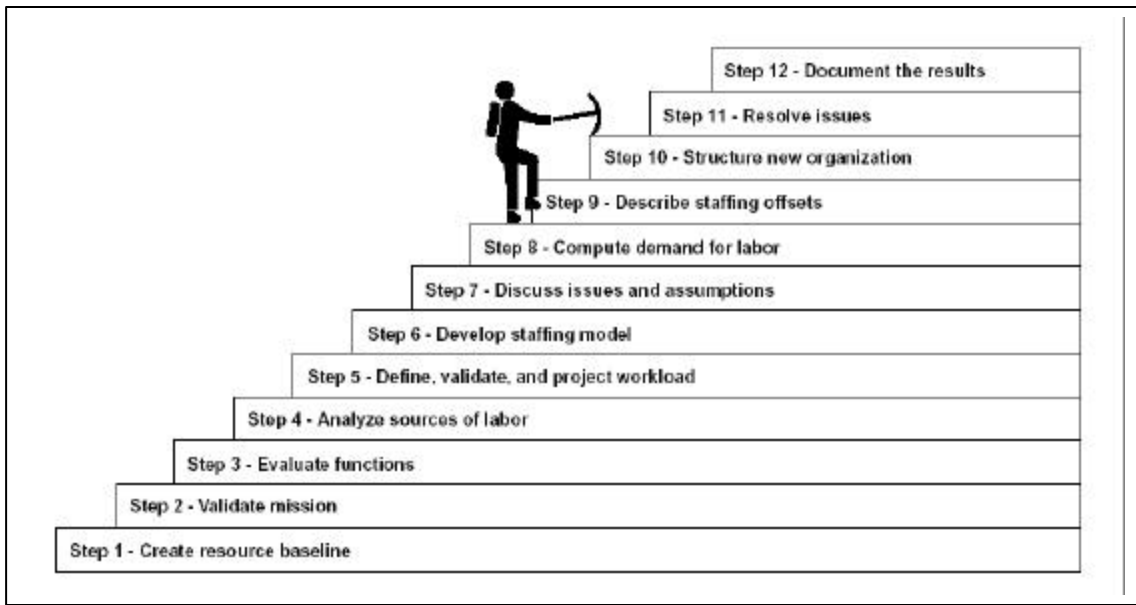 Step 12 - Document the results
Step 11 - Resolve issues
Step 10 - Structure new organization
Step 9 - Describe staffing offsets
Step 8 - Compute demand for labor
Step 7 - Discuss issues and assumptions
Step 6 - Develop staffing model
Step 5 - Define, validate, and project workload
Step 4 - Analyze sources of labor
Step 3 - Evaluate functions
Step 2 - Validate mission
Step 1 - Create resource baseline